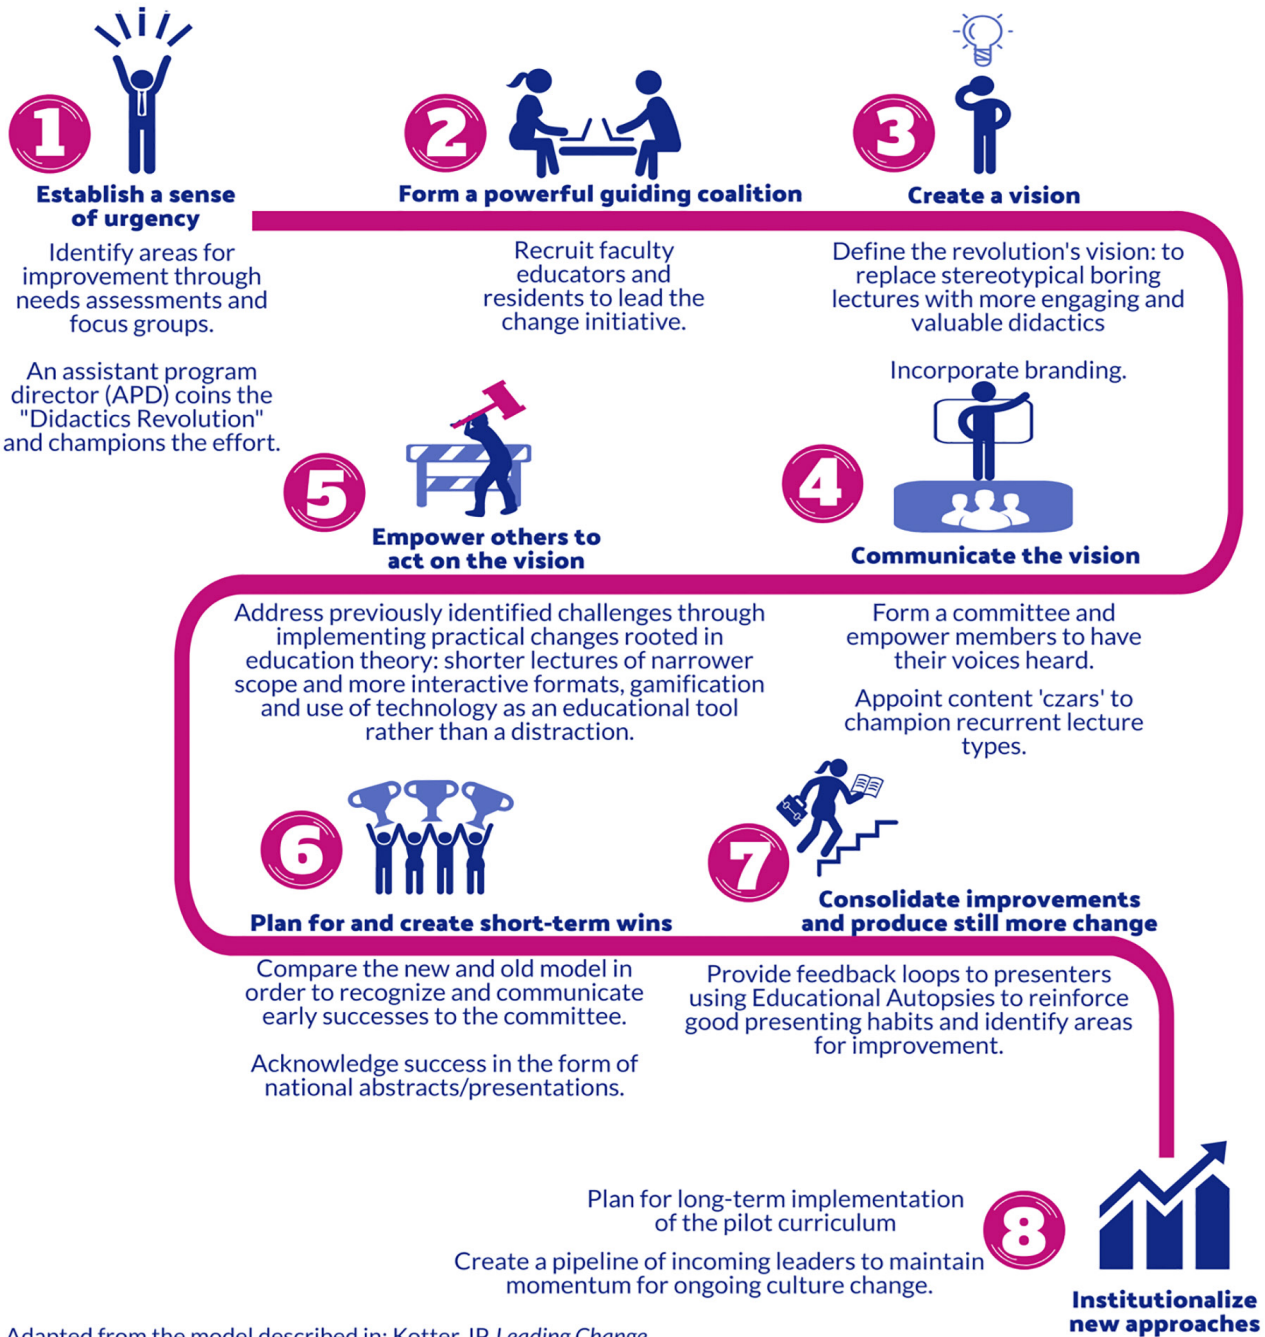 1
Establish a sense
of urgency
Identify areas for
improvement through
needs assessments and
focus groups.
An assistant program
director (APD) coins the
"Didactics Revolution"
and champions the effort.
2
Form a powerful guiding coalition
Recruit faculty
educators and
residents to lead the
change initiative.
3
Create a vision
Define the revolution's vision: to
replace stereotypical boring
lectures with more engaging and
valuable didactics
Incorporate branding.
4
Communicate the vision
Form a committee and
empower members to have
their voices heard.
Appoint content 'czars' to
champion recurrent lecture
types.
5
Empower others to
act on the vision
Address previously identified challenges through
implementing practical changes rooted in
education theory: shorter lectures of narrower
scope and more interactive formats, gamification
and use of technology as an educational tool
rather than a distraction.
6
Plan for and create short-term wins
Compare the new and old model in
order to recognize and communicate
early successes to the committee.
Acknowledge success in the form of
national abstracts/presentations.
7
Consolidate improvements
and produce still more change
Provide feedback loops to presenters
using Educational Autopsies to reinforce
good presenting habits and identify areas
for improvement.
8
Institutionalize
new approaches
Plan for long-term implementation
of the pilot curriculum
Create a pipeline of incoming leaders to maintain
momentum for ongoing culture change.
Adapted from the model described in: Kotter JP. Leading Change